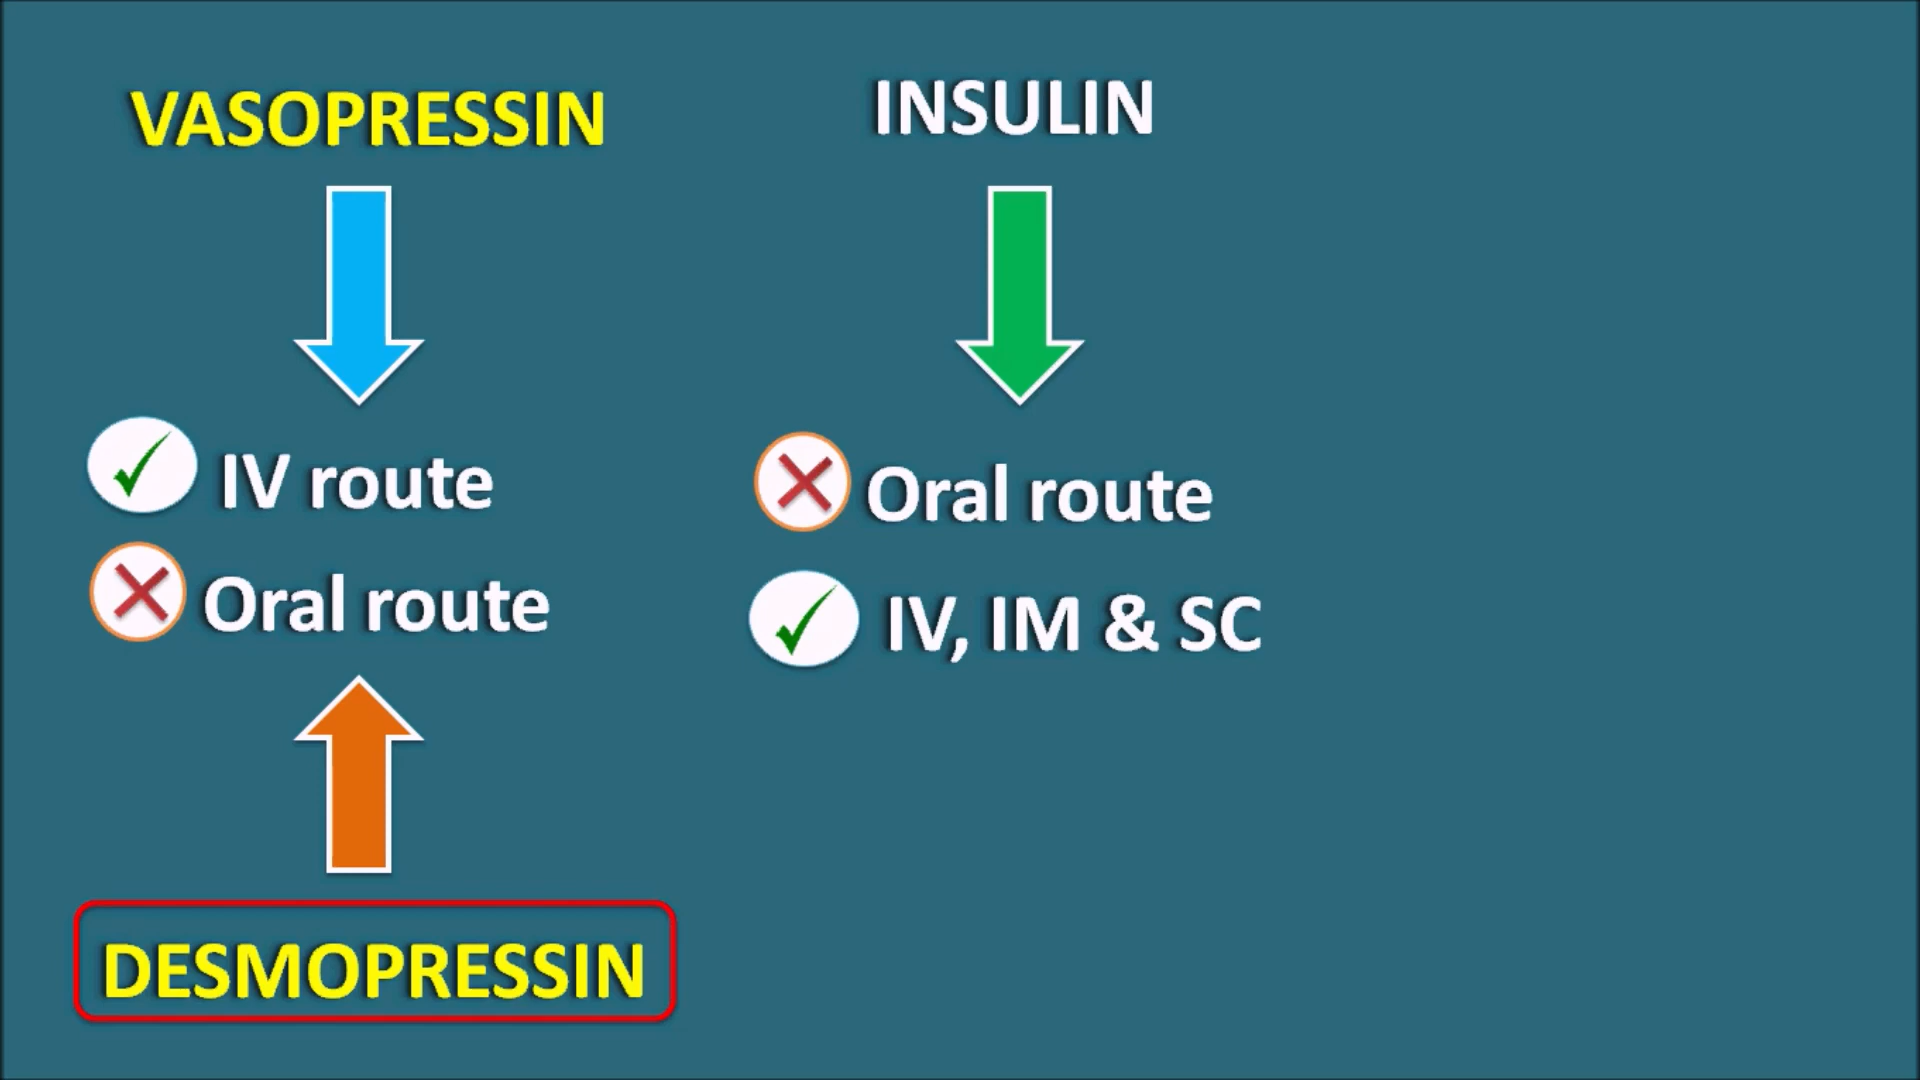 VASOPRESSIN
IV route
Oral route
DESMOPRESSIN
INSULIN
Oral route
IV, IM & SC